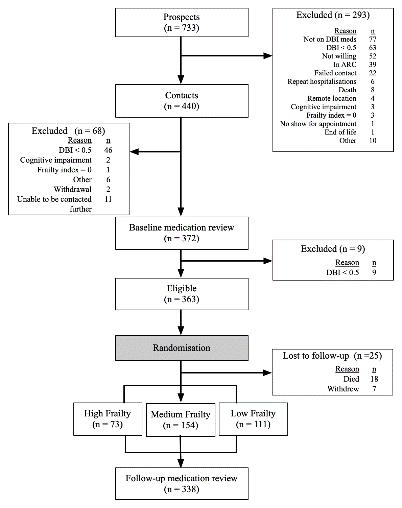 Prospects
(n = 733)
Excluded (n = 293)
Reason n
Not on DBI meds 77
DBI < 0.5 63
Not willing 52
In ARC 39
Failed contact 22
Repeat hospitalisations 6
Death 8
Remote location 4
Cognitive impairment 3
Frailty index = 0 3
No show for appointment 1
End of life 1
Other 10
Contacts
(n = 440)
Excluded (n = 68)
Reason n
DBI < 0.5 46
Cognitive impairment 2
Frailty index = 0 1
Other 6
Withdrawal 2
Unable to be contacted 11
further
Baseline medication review
(n = 372)
Excluded (n = 9)
Reason n
DBI < 0.5 9
Eligible
(n = 363)
Randomisation
Lost to follow-up (n =25)
Reason n
Died 18
Withdrew 7
High Frailty
(n = 73)
Medium Frailty
(n = 154)
Low Frailty
(n = 111)
Follow-up medication review
(n = 338)